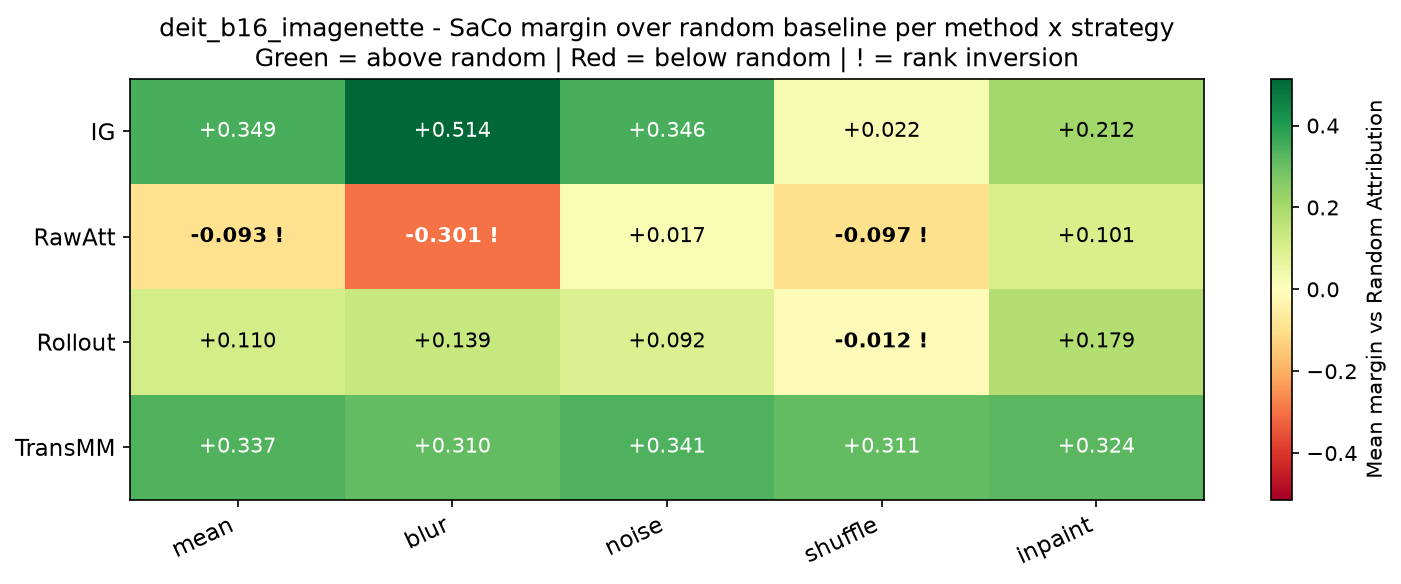 deit_b16_imagenette - SaCo margin over random baseline per method x strategy
Green = above random | Red = below random | ! = rank inversion
IG +0.349 +0.514 +0.346 +0.022 +0.212
RawAtt -0.093 ! -0.301 ! +0.017 -0.097 ! +0.101
Rollout +0.110 +0.139 +0.092 -0.012 ! +0.179
TransMM +0.337 +0.310 +0.341 +0.311 +0.324
mean blur noise shuffle inpaint
0.4
0.2
0.0
−0.2
−0.4
Mean margin vs Random Attribution